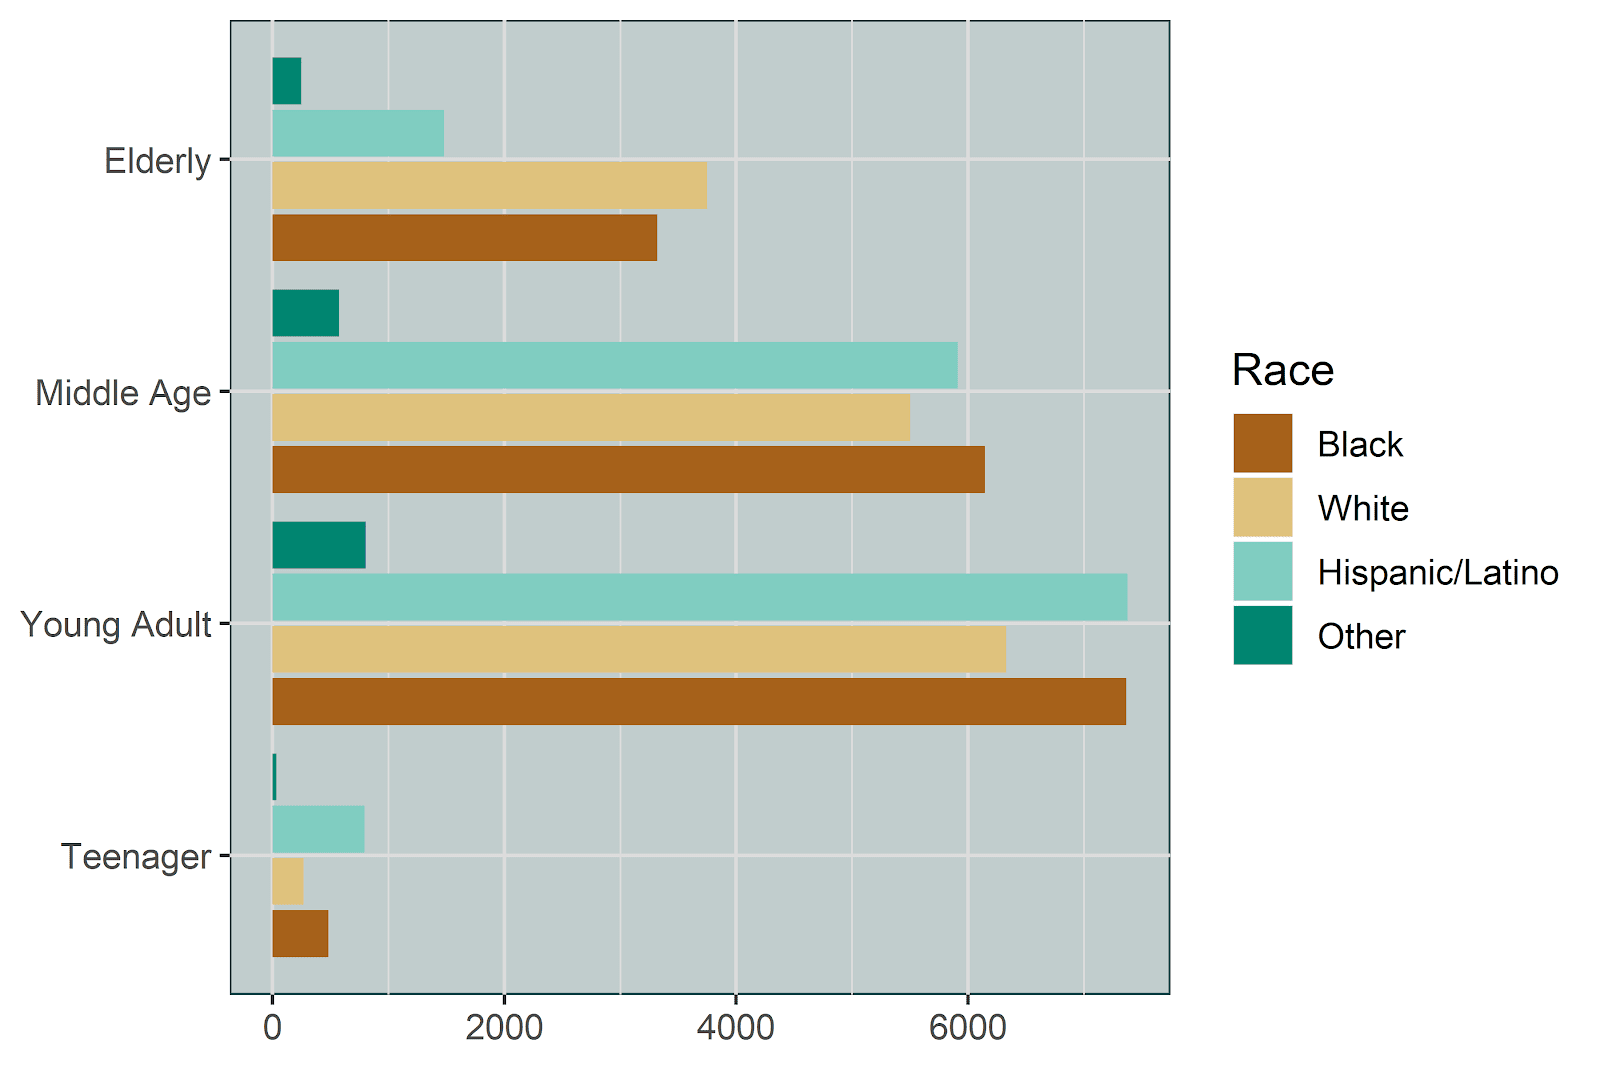 Elderly
Middle Age
Young Adult
Teenager
0 2000 4000 6000
Race
Black
White
Hispanic/Latino
Other